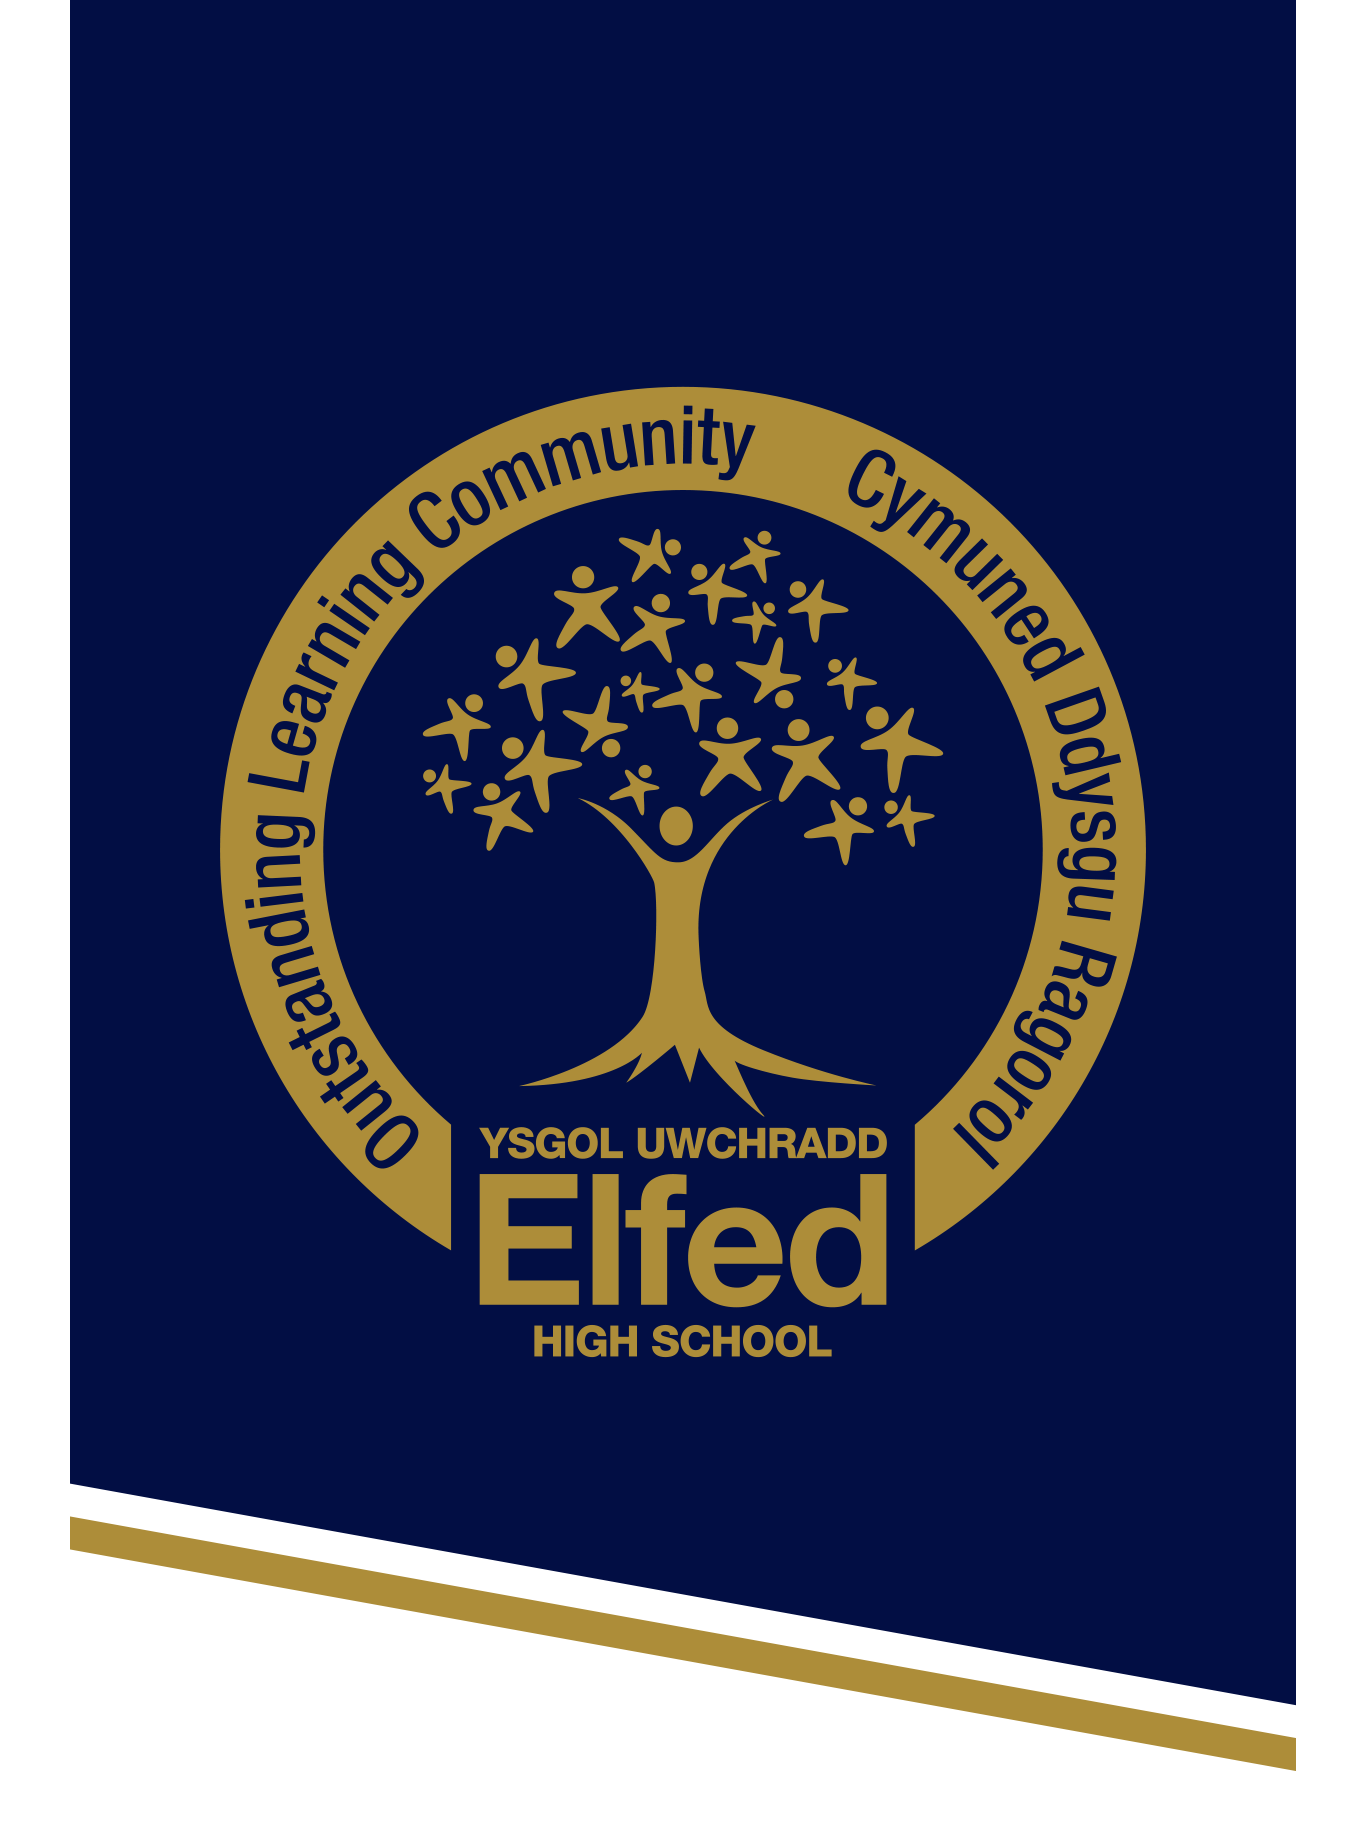 Outstanding Learning Community
Cymuned Ddysgu Ragorol
YSGOL UWCHRADD
Elfed
HIGH SCHOOL